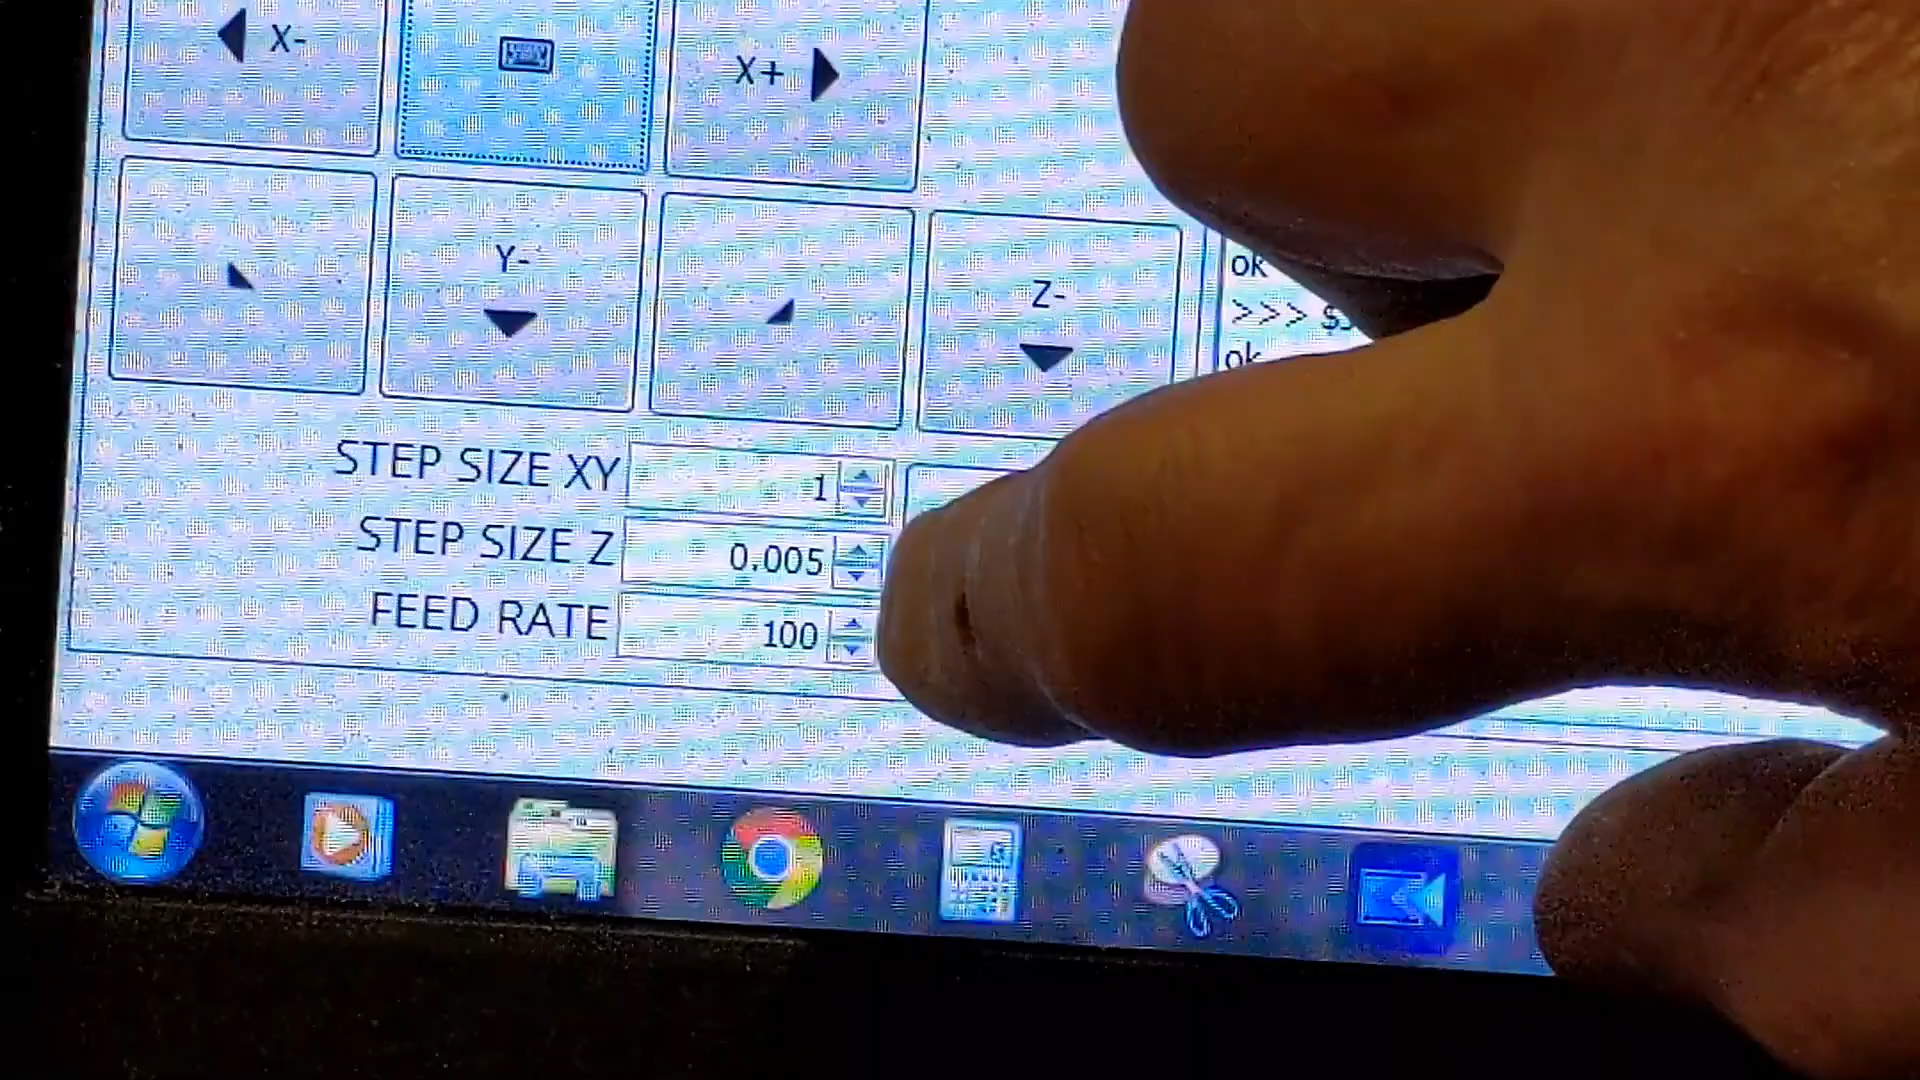 X-
X+
Y-
Z-
ok
>>> $
ok
STEP SIZE XY 1
STEP SIZE Z 0.005
FEED RATE 100